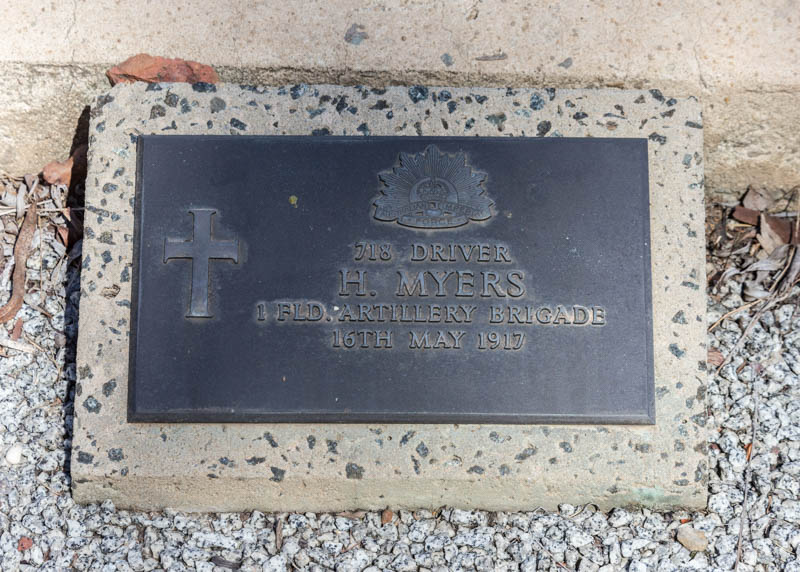 718 DRIVER
H. MYERS
1 FLD. ARTILLERY BRIGADE
16TH MAY 1917